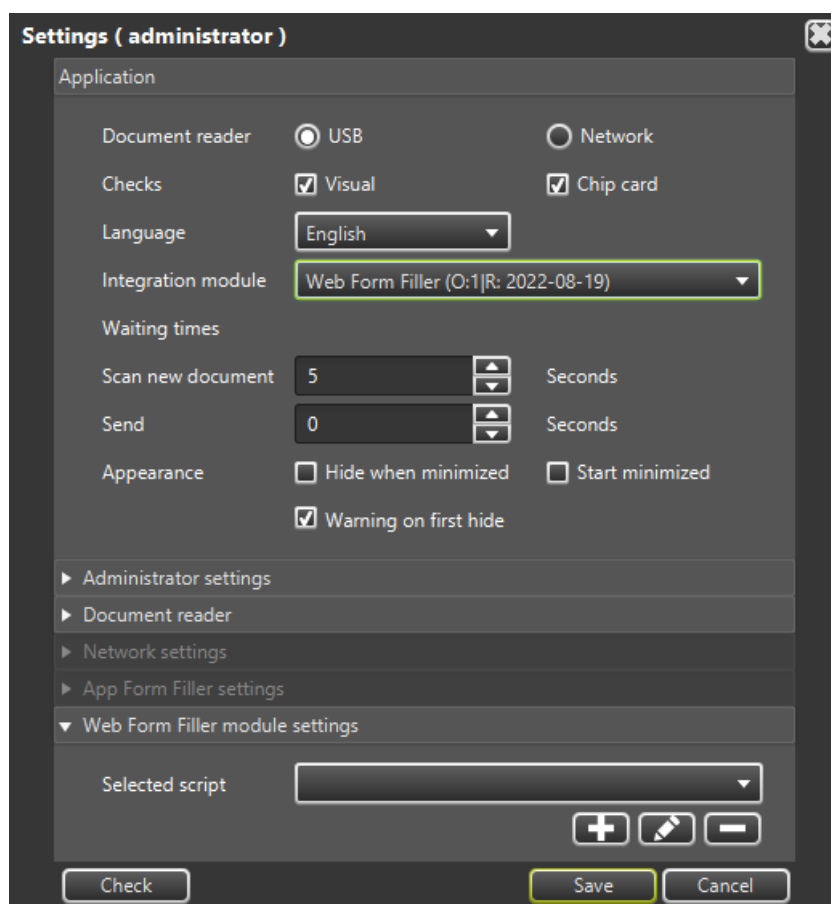 Settings ( administrator )
Application
Document reader USB Network
Checks Visual Chip card
Language English
Integration module Web Form Filler (O:1|R: 2022-08-19)
Waiting times
Scan new document 5 Seconds
Send 0 Seconds
Appearance Hide when minimized Start minimized
Warning on first hide
Administrator settings
Document reader
Network settings
App Form Filler settings
Web Form Filler module settings
Selected script
Check Save Cancel